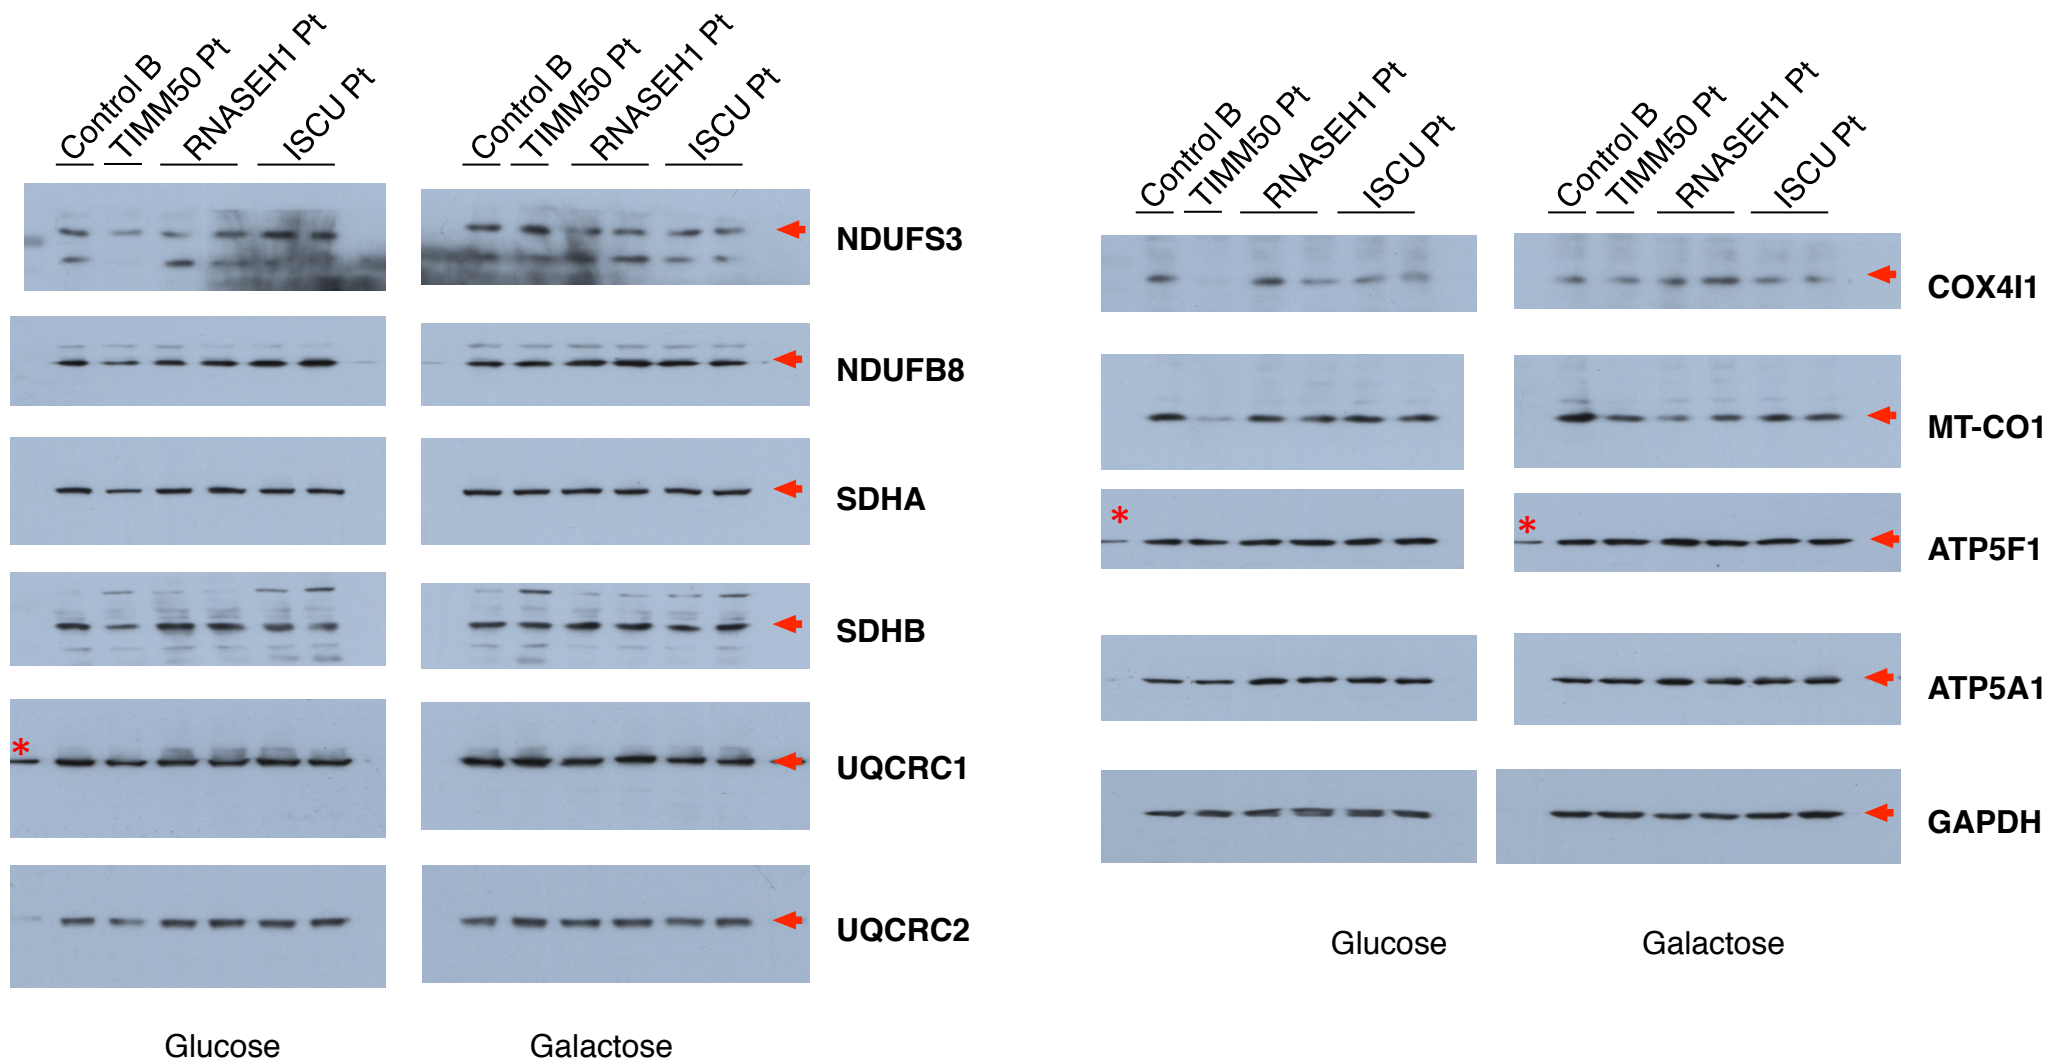 Control B
TIMM50 Pt
RNASEH1 Pt
ISCU Pt
Control B
TIMM50 Pt
RNASEH1 Pt
ISCU Pt
NDUFS3
NDUFB8
SDHA
SDHB
*
UQCRC1
UQCRC2
Glucose
Galactose
Control B
TIMM50 Pt
RNASEH1 Pt
ISCU Pt
Control B
TIMM50 Pt
RNASEH1 Pt
ISCU Pt
COX4I1
MT-CO1
*
*
ATP5F1
ATP5A1
GAPDH
Glucose
Galactose